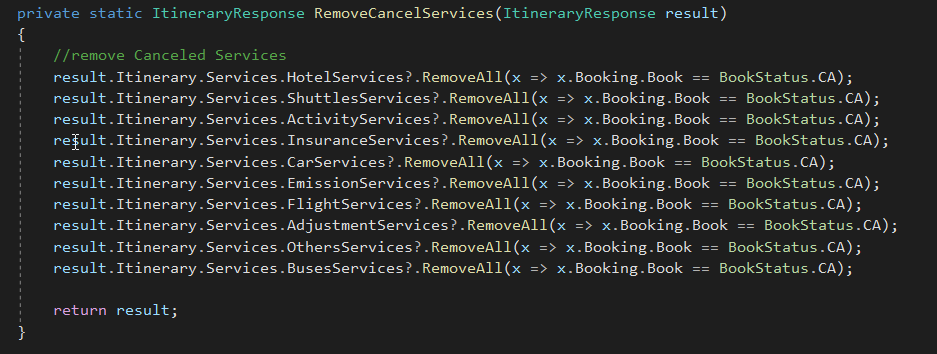 private static ItineraryResponse RemoveCancelServices(ItineraryResponse result)
{
//remove Canceled Services
result.Itinerary.Services.HotelServices?.RemoveAll(x => x.Booking.Book == BookStatus.CA);
result.Itinerary.Services.ShuttlesServices?.RemoveAll(x => x.Booking.Book == BookStatus.CA);
result.Itinerary.Services.ActivityServices?.RemoveAll(x => x.Booking.Book == BookStatus.CA);
result.Itinerary.Services.InsuranceServices?.RemoveAll(x => x.Booking.Book == BookStatus.CA);
result.Itinerary.Services.CarServices?.RemoveAll(x => x.Booking.Book == BookStatus.CA);
result.Itinerary.Services.EmissionServices?.RemoveAll(x => x.Booking.Book == BookStatus.CA);
result.Itinerary.Services.FlightServices?.RemoveAll(x => x.Booking.Book == BookStatus.CA);
result.Itinerary.Services.AdjustmentServices?.RemoveAll(x => x.Booking.Book == BookStatus.CA);
result.Itinerary.Services.OthersServices?.RemoveAll(x => x.Booking.Book == BookStatus.CA);
result.Itinerary.Services.BusesServices?.RemoveAll(x => x.Booking.Book == BookStatus.CA);
return result;
}